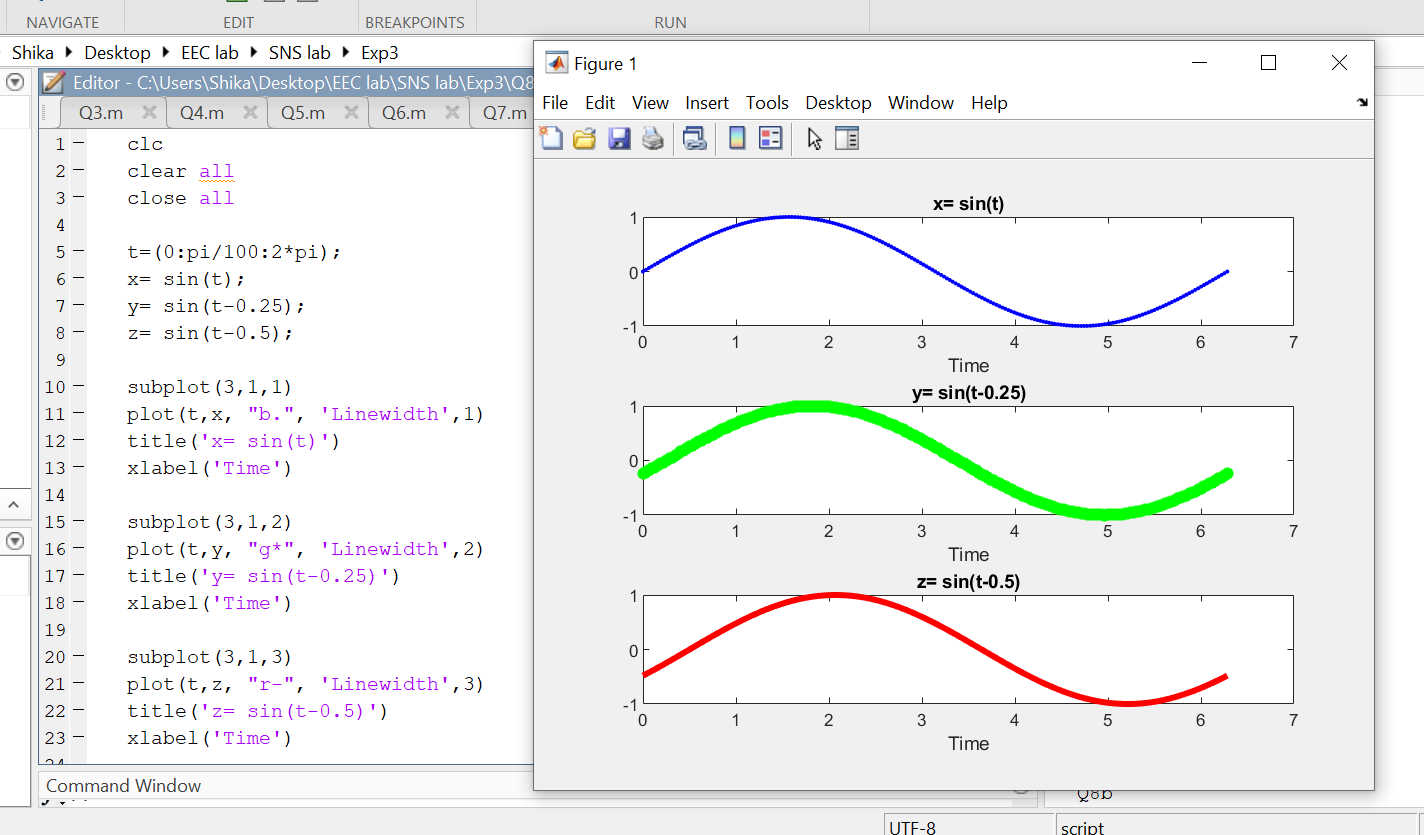 NAVIGATE EDIT BREAKPOINTS RUN
Shika Desktop EEC lab SNS lab Exp3
Editor - C:\Users\Shika\Desktop\EEC lab\SNS lab\Exp3\Q8
Q3.m Q4.m Q5.m Q6.m Q7.m
1 clc
2 clear all
3 close all
4
5 t=(0:pi/100:2*pi);
6 x= sin(t);
7 y= sin(t-0.25);
8 z= sin(t-0.5);
9
10 subplot(3,1,1)
11 plot(t,x, "b.", 'Linewidth',1)
12 title('x= sin(t)')
13 xlabel('Time')
14
15 subplot(3,1,2)
16 plot(t,y, "g*", 'Linewidth',2)
17 title('y= sin(t-0.25)')
18 xlabel('Time')
19
20 subplot(3,1,3)
21 plot(t,z, "r-", 'Linewidth',3)
22 title('z= sin(t-0.5)')
23 xlabel('Time')
24
Command Window
Figure 1
File Edit View Insert Tools Desktop Window Help
x= sin(t)
1
0
-1
0 1 2 3 4 5 6 7
Time
y= sin(t-0.25)
1
0
-1
0 1 2 3 4 5 6 7
Time
z= sin(t-0.5)
1
0
-1
0 1 2 3 4 5 6 7
Time
Q8b
UTF-8 script